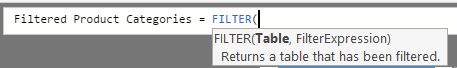 Filtered Product Categories = FILTER(
FILTER(Table, FilterExpression)
Returns a table that has been filtered.